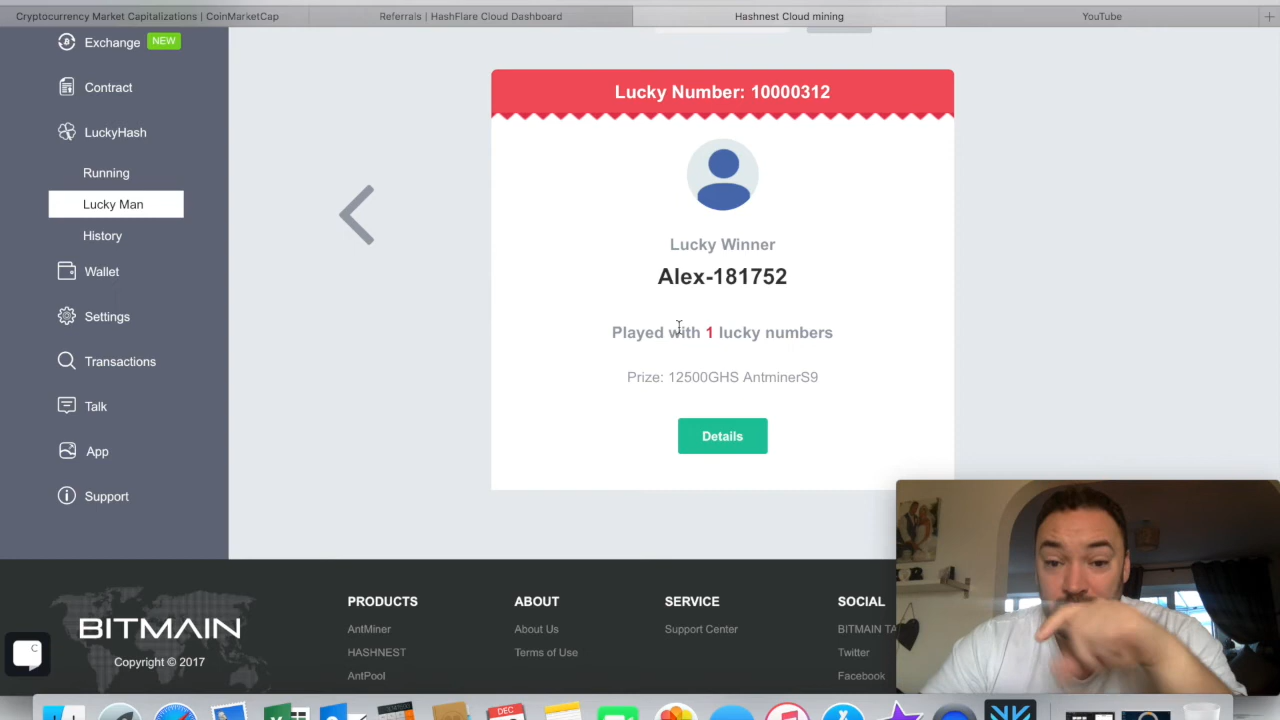 Cryptocurrency Market Capitalizations | CoinMarketCap
Referrals | HashFlare Cloud Dashboard
Hashnest Cloud mining
YouTube
Exchange NEW
Contract
LuckyHash
Running
Lucky Man
History
Wallet
Settings
Transactions
Talk
App
Support
Lucky Number: 10000312
Lucky Winner
Alex-181752
Played with 1 lucky numbers
Prize: 12500GHS AntminerS9
Details
BITMAIN
Copyright © 2017
PRODUCTS
AntMiner
HASHNEST
AntPool
ABOUT
About Us
Terms of Use
SERVICE
Support Center
SOCIAL
BITMAIN TA
Twitter
Facebook
DEC